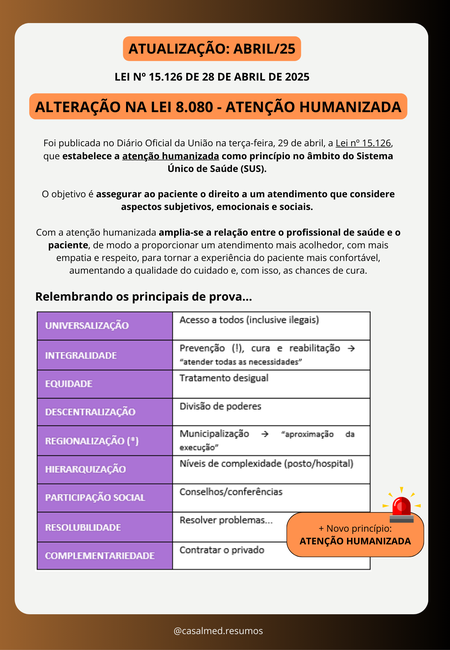 ATUALIZAÇÃO: ABRIL/25
LEI Nº 15.126 DE 28 DE ABRIL DE 2025
ALTERAÇÃO NA LEI 8.080 - ATENÇÃO HUMANIZADA
Foi publicada no Diário Oficial da União na terça-feira, 29 de abril, a Lei nº 15.126,
que estabelece a atenção humanizada como princípio no âmbito do Sistema
Único de Saúde (SUS).
O objetivo é assegurar ao paciente o direito a um atendimento que considere
aspectos subjetivos, emocionais e sociais.
Com a atenção humanizada amplia-se a relação entre o profissional de saúde e o
paciente, de modo a proporcionar um atendimento mais acolhedor, com mais
empatia e respeito, para tornar a experiência do paciente mais confortável,
aumentando a qualidade do cuidado e, com isso, as chances de cura.
Relembrando os principais de prova...
UNIVERSALIZAÇÃO
Acesso a todos (inclusive ilegais)
INTEGRALIDADE
Prevenção (!), cura e reabilitação →
“atender todas as necessidades”
EQUIDADE
Tratamento desigual
DESCENTRALIZAÇÃO
Divisão de poderes
REGIONALIZAÇÃO (*)
Municipalização → “aproximação da
execução”
HIERARQUIZAÇÃO
Níveis de complexidade (posto/hospital)
PARTICIPAÇÃO SOCIAL
Conselhos/conferências
RESOLUBILIDADE
Resolver problemas...
COMPLEMENTARIEDADE
Contratar o privado
+ Novo princípio:
ATENÇÃO HUMANIZADA
@casalmed.resumos